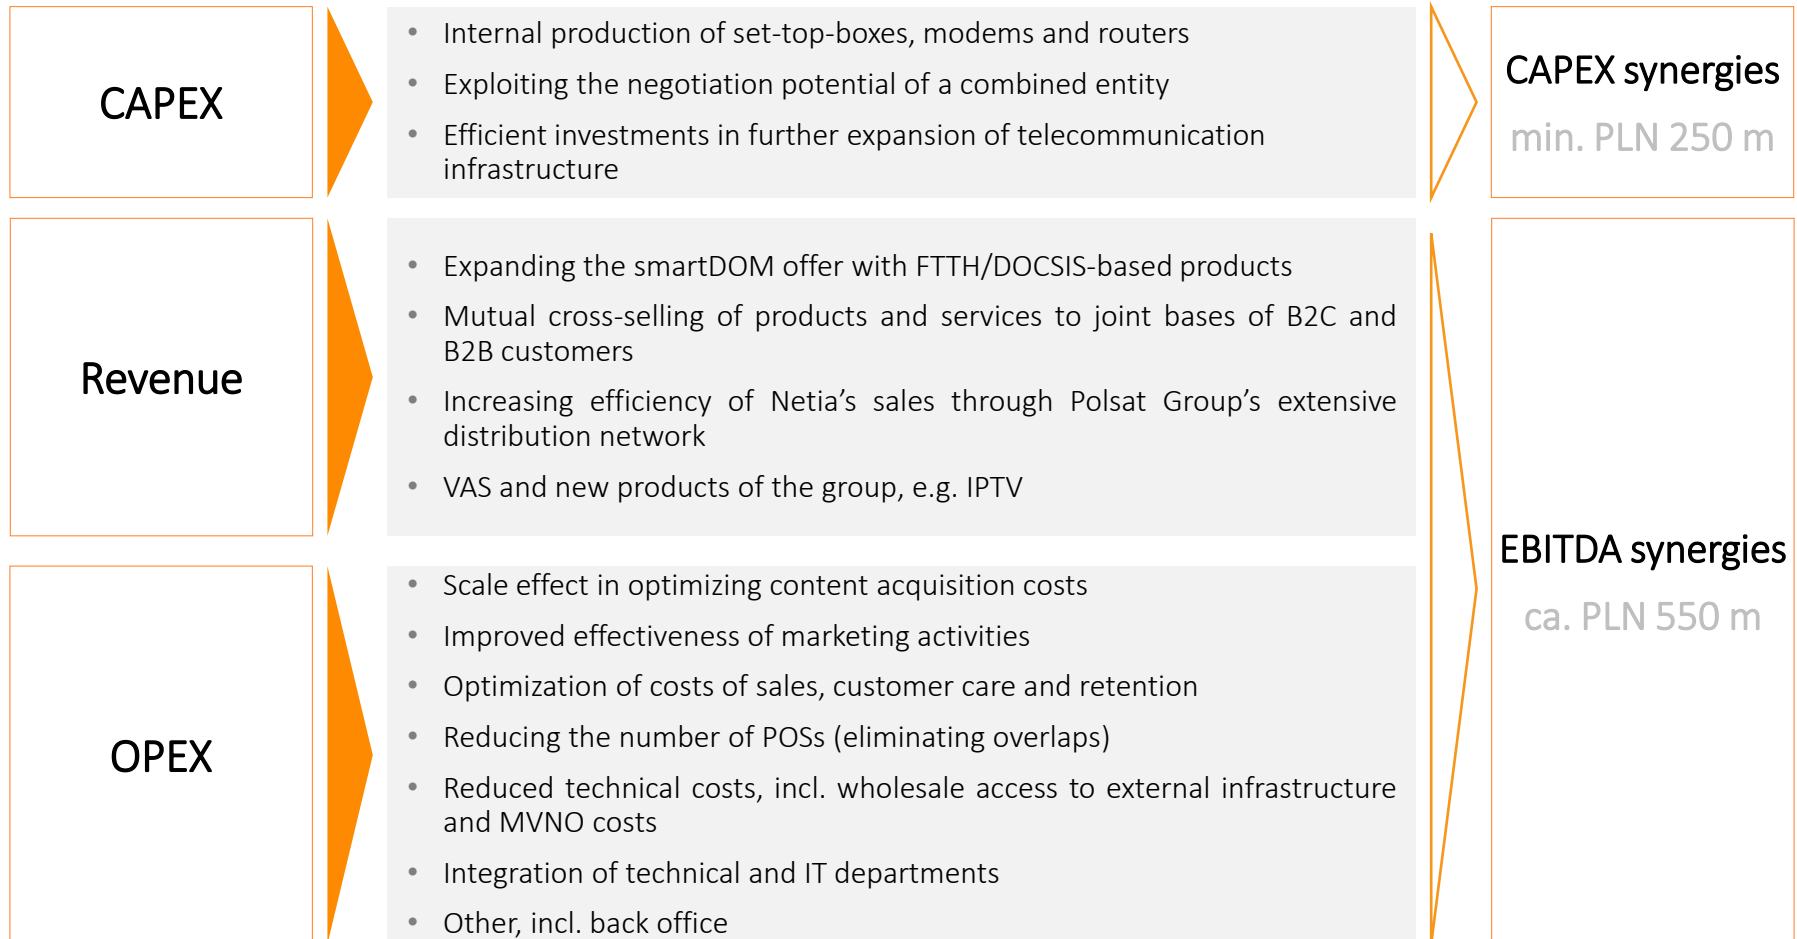 CAPEX
• Internal production of set-top-boxes, modems and routers
• Exploiting the negotiation potential of a combined entity
• Efficient investments in further expansion of telecommunication
infrastructure
CAPEX synergies
min. PLN 250 m
Revenue
• Expanding the smartDOM offer with FTTH/DOCSIS-based products
• Mutual cross-selling of products and services to joint bases of B2C and
B2B customers
• Increasing efficiency of Netia’s sales through Polsat Group’s extensive
distribution network
• VAS and new products of the group, e.g. IPTV
OPEX
• Scale effect in optimizing content acquisition costs
• Improved effectiveness of marketing activities
• Optimization of costs of sales, customer care and retention
• Reducing the number of POSs (eliminating overlaps)
• Reduced technical costs, incl. wholesale access to external infrastructure
and MVNO costs
• Integration of technical and IT departments
• Other, incl. back office
EBITDA synergies
ca. PLN 550 m